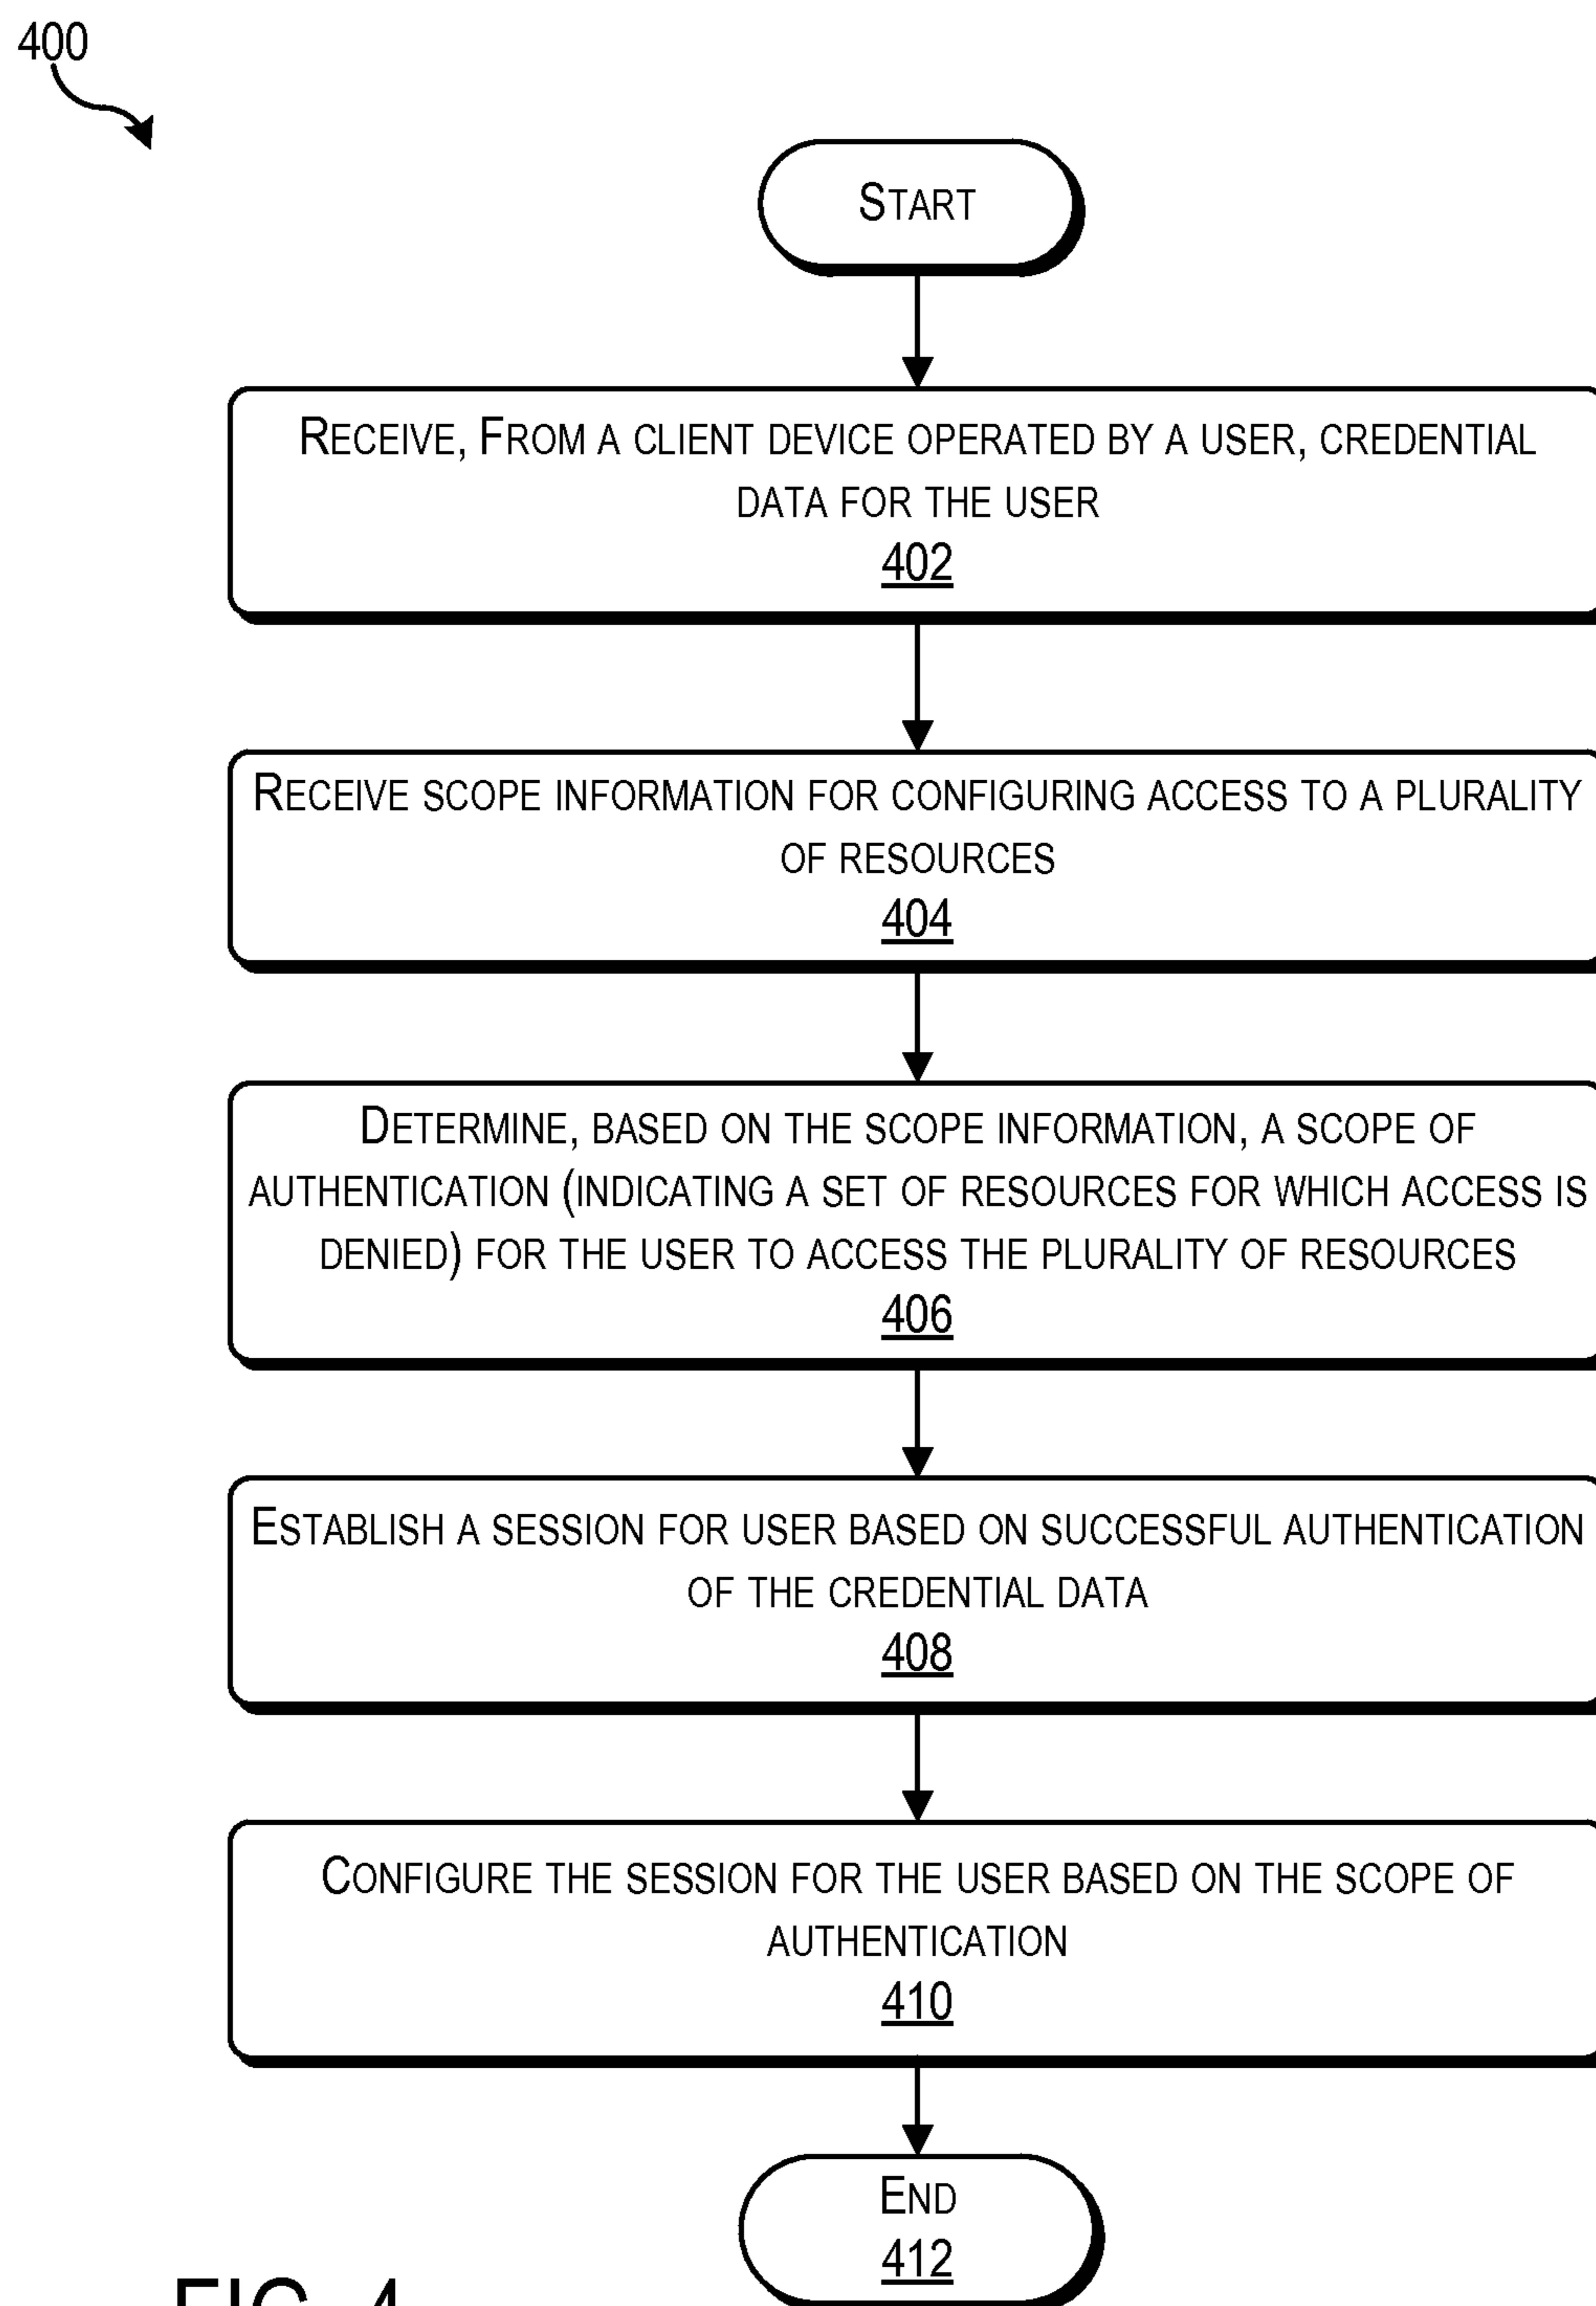 400
START
RECEIVE, FROM A CLIENT DEVICE OPERATED BY A USER, CREDENTIAL
DATA FOR THE USER
402
RECEIVE SCOPE INFORMATION FOR CONFIGURING ACCESS TO A PLURALITY
OF RESOURCES
404
DETERMINE, BASED ON THE SCOPE INFORMATION, A SCOPE OF
AUTHENTICATION (INDICATING A SET OF RESOURCES FOR WHICH ACCESS IS
DENIED) FOR THE USER TO ACCESS THE PLURALITY OF RESOURCES
406
ESTABLISH A SESSION FOR USER BASED ON SUCCESSFUL AUTHENTICATION
OF THE CREDENTIAL DATA
408
CONFIGURE THE SESSION FOR THE USER BASED ON THE SCOPE OF
AUTHENTICATION
410
END
412
FIG. 4